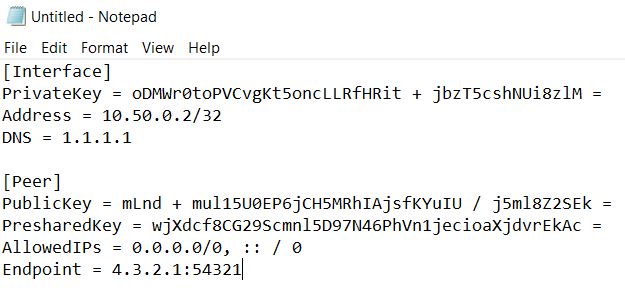 Untitled - Notepad
File Edit Format View Help
[Interface]
PrivateKey = oDMWr0toPVCvgKt5oncLLRfHRit + jbzT5cshNUi8zlM =
Address = 10.50.0.2/32
DNS = 1.1.1.1
[Peer]
PublicKey = mLnd + mul15U0EP6jCH5MRhIAjsfKYuIU / j5ml8Z2SEk =
PresharedKey = wjXdcf8CG29Scmnl5D97N46PhVn1jecioaXjdvrEkAc =
AllowedIPs = 0.0.0.0/0, :: / 0
Endpoint = 4.3.2.1:54321